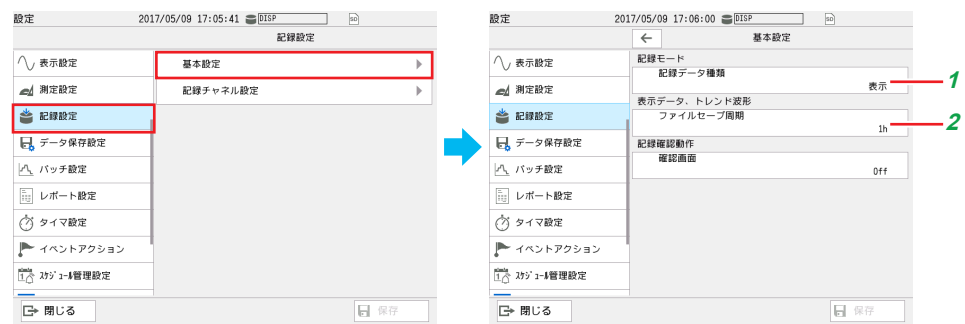 設定 2017/05/09 17:05:41 DISP SD
記録設定
表示設定
測定設定
記録設定
データ保存設定
バッチ設定
レポート設定
タイマ設定
イベントアクション
ｽｹｼﾞｭｰﾙ管理設定
基本設定
記録チャネル設定
閉じる
保存
設定 2017/05/09 17:06:00 DISP SD
基本設定
表示設定
測定設定
記録設定
データ保存設定
バッチ設定
レポート設定
タイマ設定
イベントアクション
ｽｹｼﾞｭｰﾙ管理設定
記録モード
記録データ種類
表示
1
表示データ、トレンド波形
ファイルセーブ周期
1h
2
記録確認動作
確認画面
Off
閉じる
保存